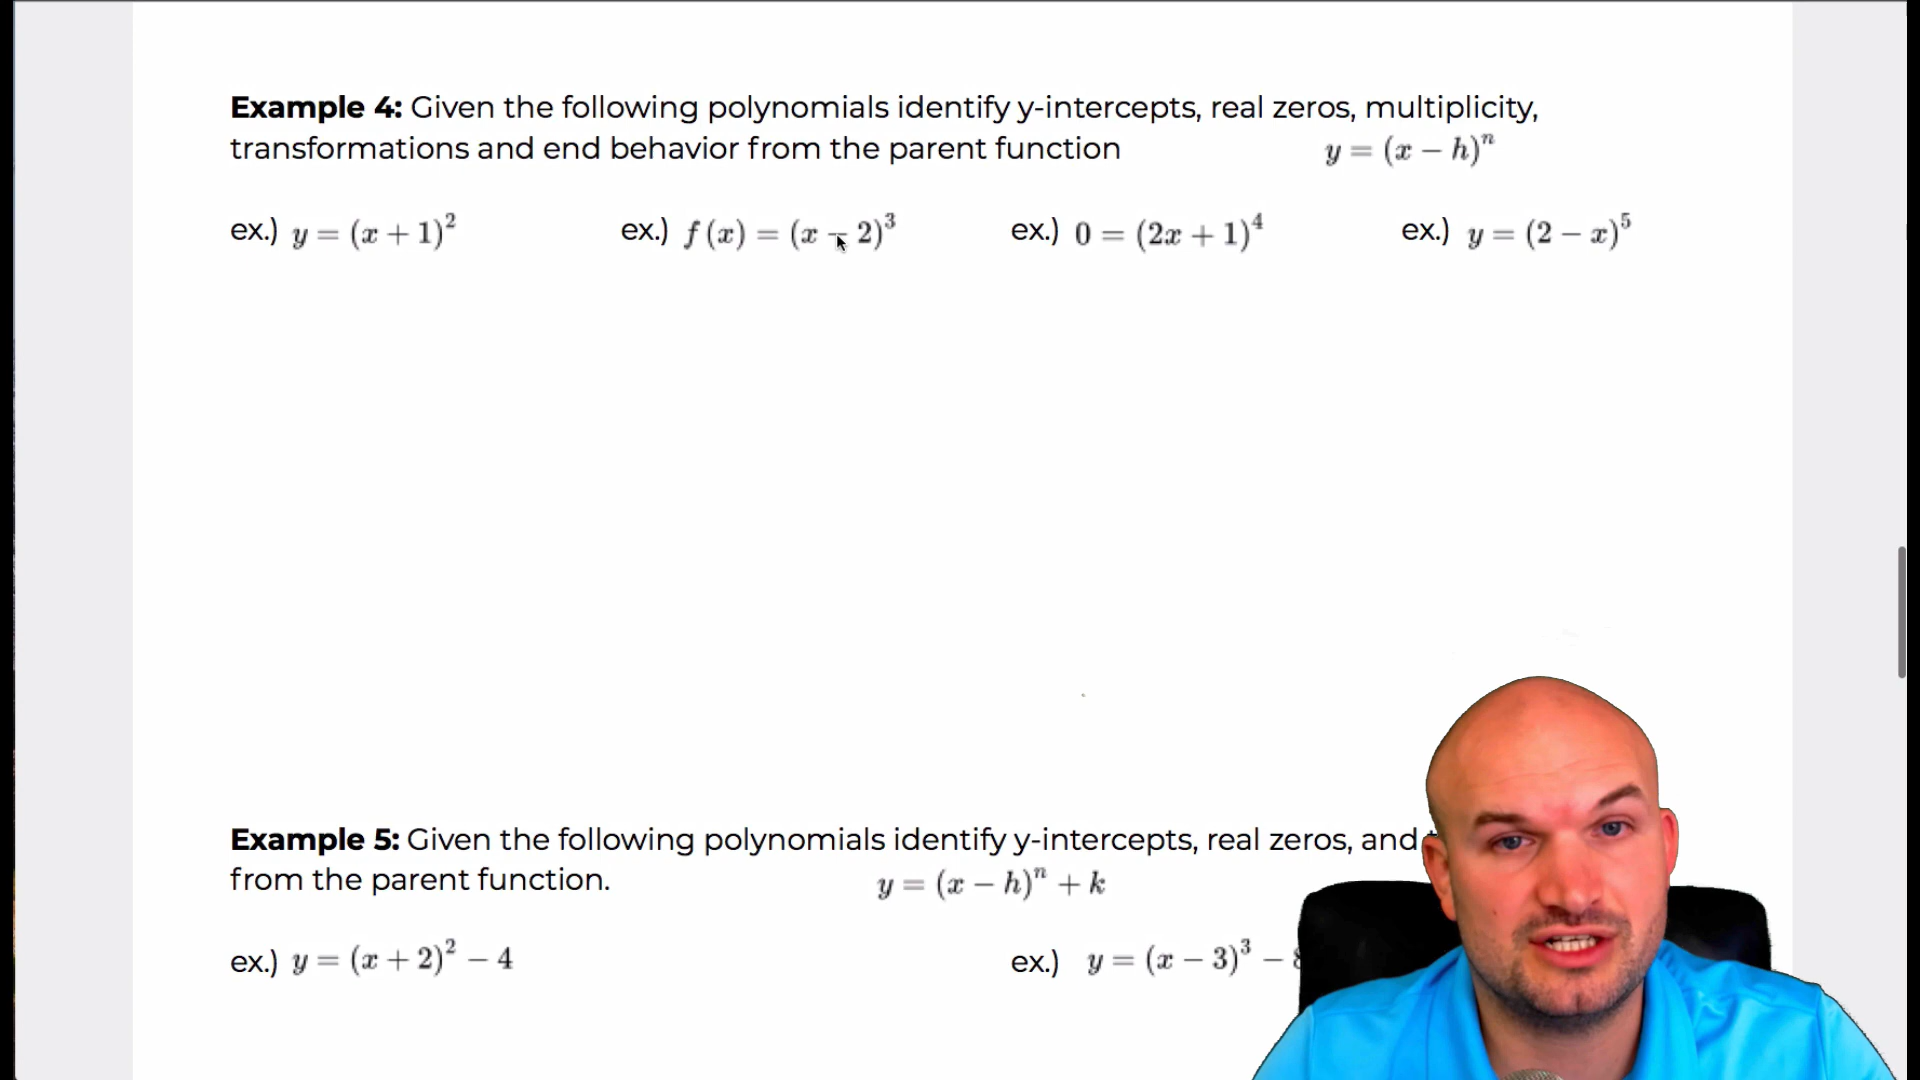 Example 4: Given the following polynomials identify y-intercepts, real zeros, multiplicity,
transformations and end behavior from the parent function y = (x − h)ⁿ
ex.) y = (x + 1)² ex.) f (x) = (x − 2)³ ex.) 0 = (2x + 1)⁴ ex.) y = (2 − x)⁵
Example 5: Given the following polynomials identify y-intercepts, real zeros, and
from the parent function. y = (x − h)ⁿ + k
ex.) y = (x + 2)² − 4 ex.) y = (x − 3)³ −